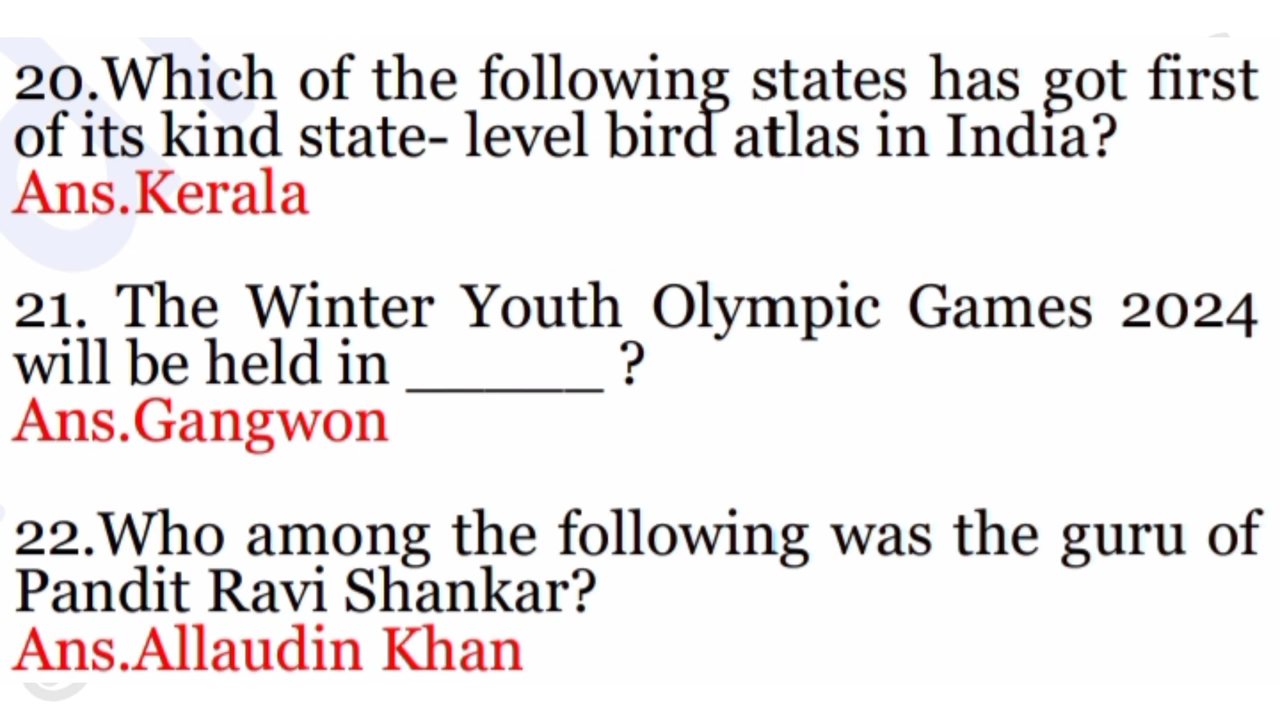 20.Which of the following states has got first
of its kind state- level bird atlas in India?
Ans.Kerala
21. The Winter Youth Olympic Games 2024
will be held in ______ ?
Ans.Gangwon
22.Who among the following was the guru of
Pandit Ravi Shankar?
Ans.Allaudin Khan